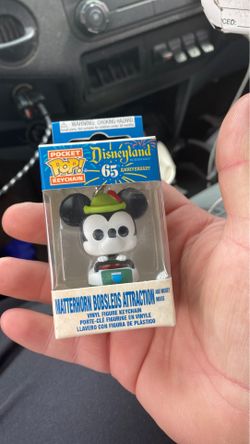 ⚠ WARNING:
POCKET
POP!
KEYCHAIN
Disneyland
65
ANNIVERSARY
MATTERHORN BOBSLEDS ATTRACTION AND MICKEY
MOUSE
VINYL FIGURE KEYCHAIN
PORTE-CLÉ FIGURINE EN VINYLE
LLAVERO CON FIGURA DE PLÁSTICO